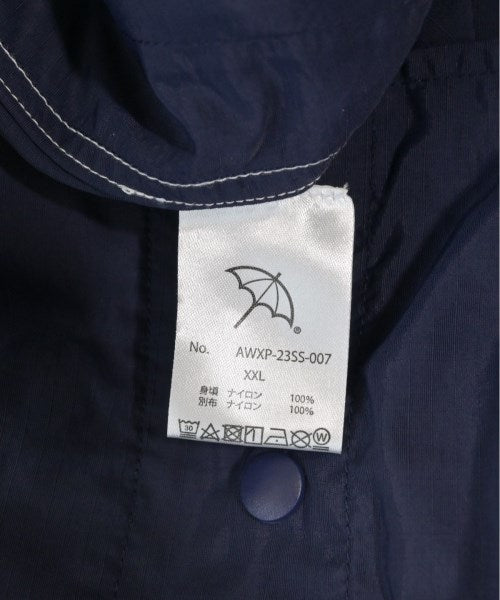 ®
No. AWXP-23SS-007
XXL
身頃 ナイロン 100%
別布 ナイロン 100%
30 W